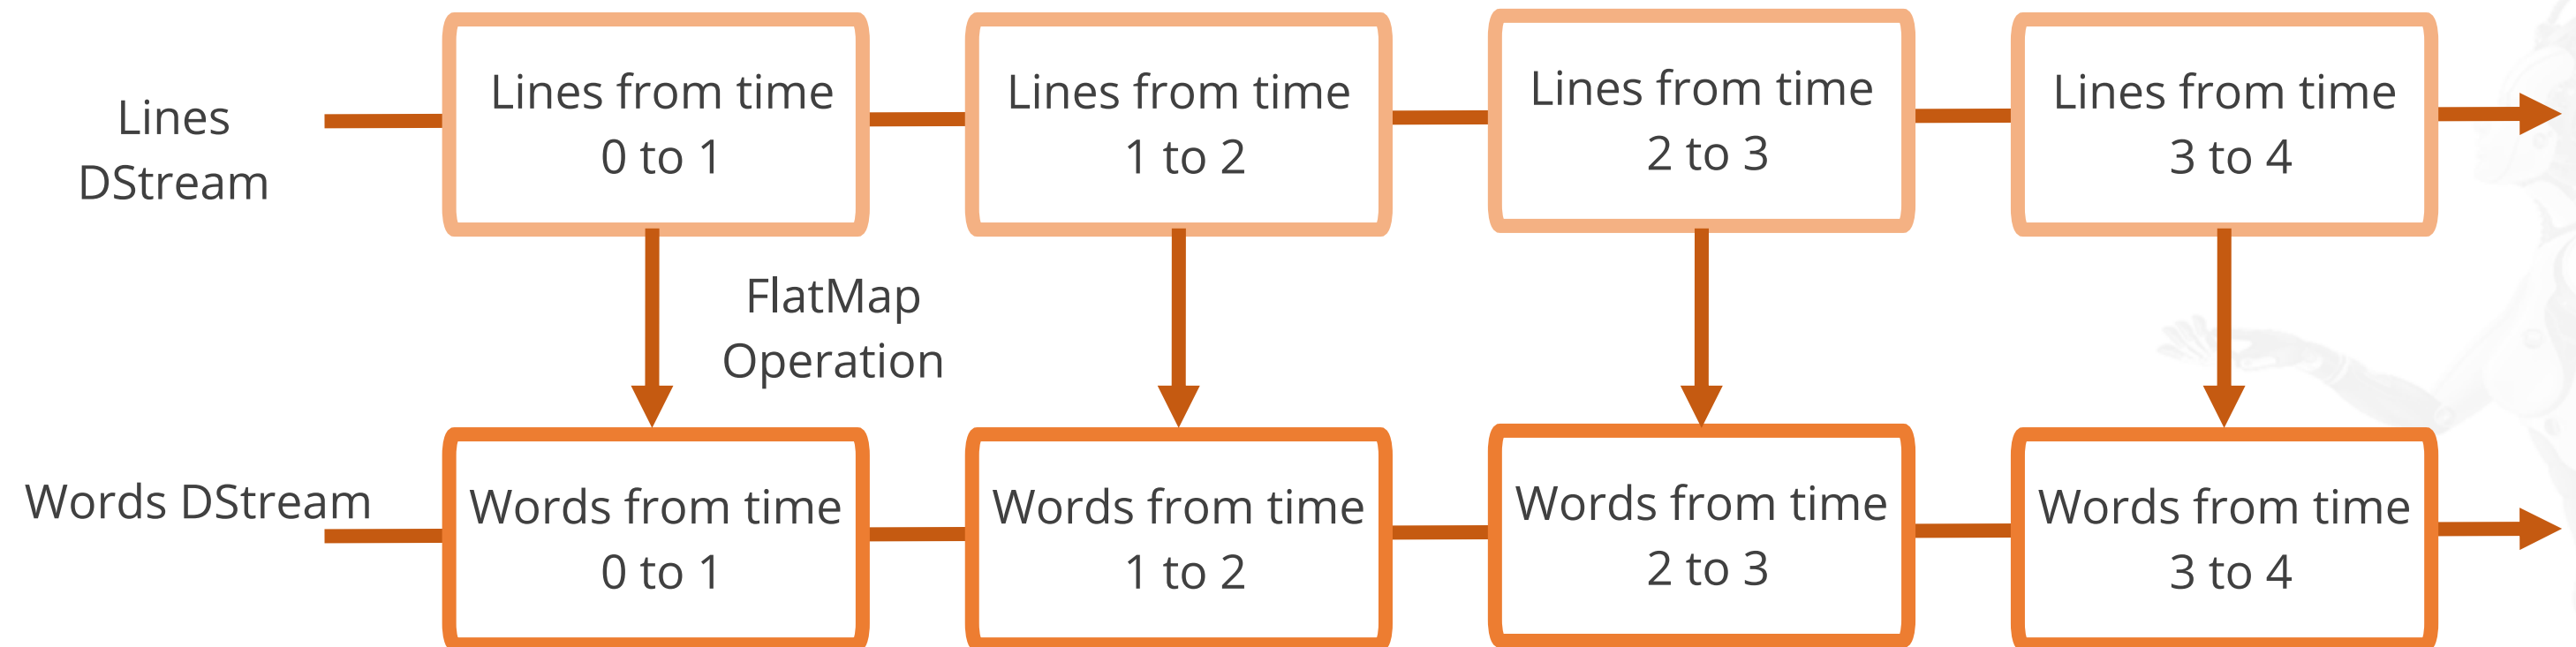 Lines
DStream
Lines from time
0 to 1
Lines from time
1 to 2
Lines from time
2 to 3
Lines from time
3 to 4
FlatMap
Operation
Words DStream
Words from time
0 to 1
Words from time
1 to 2
Words from time
2 to 3
Words from time
3 to 4